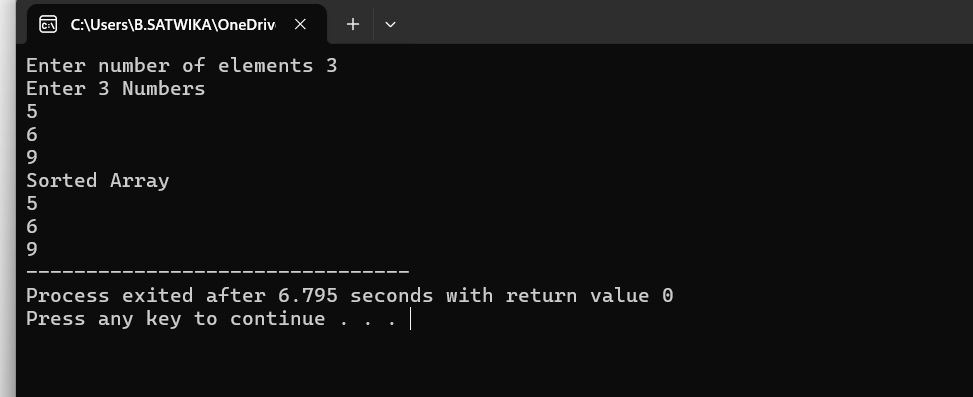 C:\Users\B.SATWIKA\OneDriv
Enter number of elements 3
Enter 3 Numbers
5
6
9
Sorted Array
5
6
9
--------------------------------
Process exited after 6.795 seconds with return value 0
Press any key to continue . . .